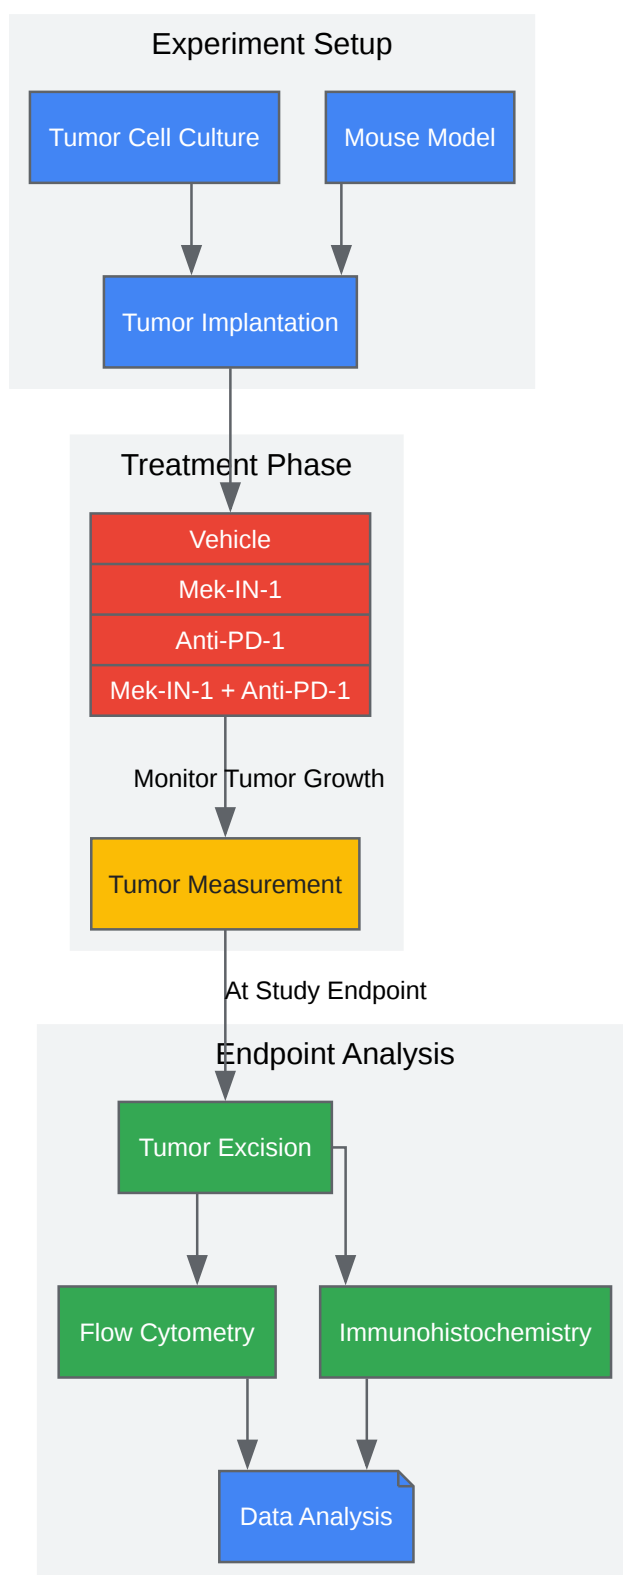 Experiment Setup
Tumor Cell Culture
Mouse Model
Tumor Implantation
Treatment Phase
Vehicle
Mek-IN-1
Anti-PD-1
Mek-IN-1 + Anti-PD-1
Monitor Tumor Growth
Tumor Measurement
At Study Endpoint
Endpoint Analysis
Tumor Excision
Flow Cytometry
Immunohistochemistry
Data Analysis